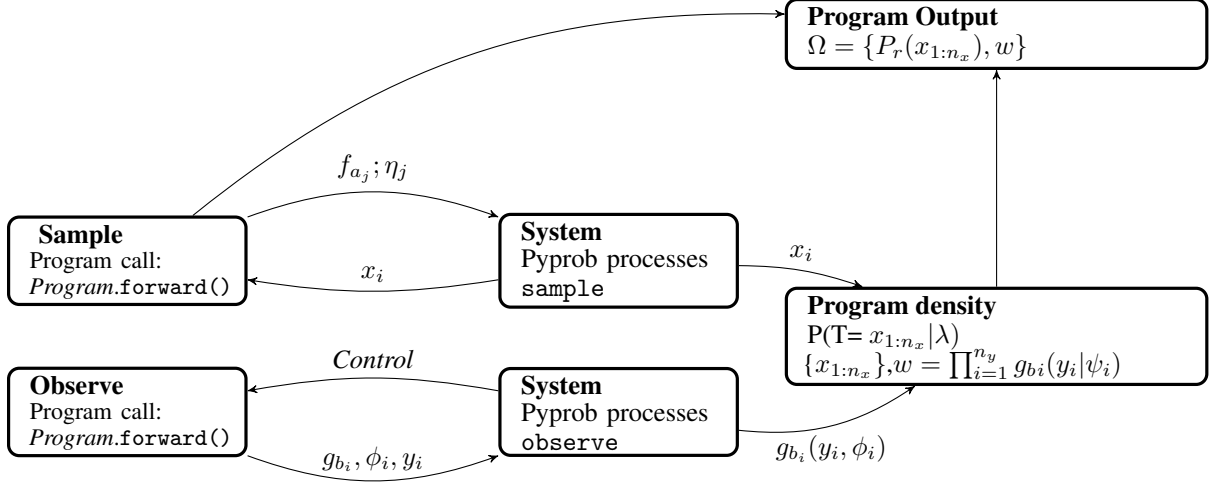 Program Output
Ω = {P_r(x_{1:n_x}), w}
f_{a_j}; η_j
Sample
Program call:
Program.forward()
x_i
System
Pyprob processes
sample
x_i
Program density
P(T= x_{1:n_x}|λ)
{x_{1:n_x}},w = ∏_{i=1}^{n_y} g_{bi}(y_i|ψ_i)
Control
Observe
Program call:
Program.forward()
System
Pyprob processes
observe
g_{b_i}, ϕ_i, y_i
g_{b_i}(y_i, ϕ_i)